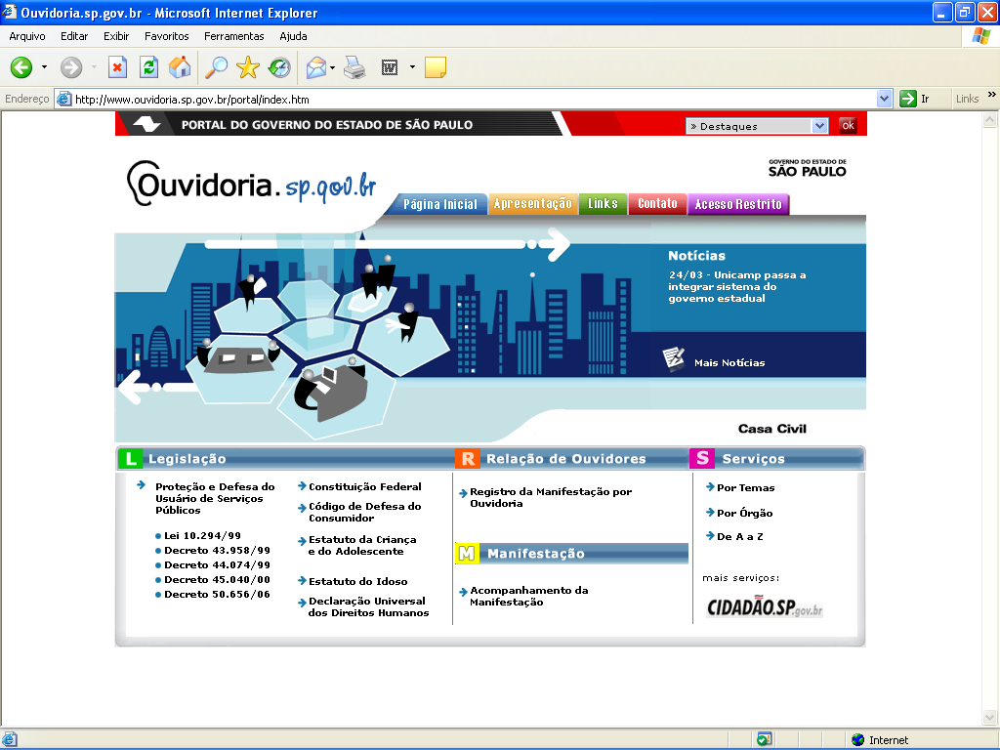 Ouvidoria.sp.gov.br - Microsoft Internet Explorer
Arquivo Editar Exibir Favoritos Ferramentas Ajuda
Endereço http://www.ouvidoria.sp.gov.br/portal/index.htm Ir Links »
PORTAL DO GOVERNO DO ESTADO DE SÃO PAULO
» Destaques ok
GOVERNO DO ESTADO DE
SÃO PAULO
Ouvidoria.sp.gov.br
Página Inicial Apresentação Links Contato Acesso Restrito
Notícias
24/03 - Unicamp passa a
integrar sistema do
governo estadual
Mais Notícias
Casa Civil
L Legislação
Proteção e Defesa do
Usuário de Serviços
Públicos
Lei 10.294/99
Decreto 43.958/99
Decreto 44.074/99
Decreto 45.040/00
Decreto 50.656/06
Constituição Federal
Código de Defesa do
Consumidor
Estatuto da Criança
e do Adolescente
Estatuto do Idoso
Declaração Universal
dos Direitos Humanos
R Relação de Ouvidores
Registro da Manifestação por
Ouvidoria
M Manifestação
Acompanhamento da
Manifestação
S Serviços
Por Temas
Por Órgão
De A a Z
mais serviços:
CIDADÃO.SP.gov.br
Internet